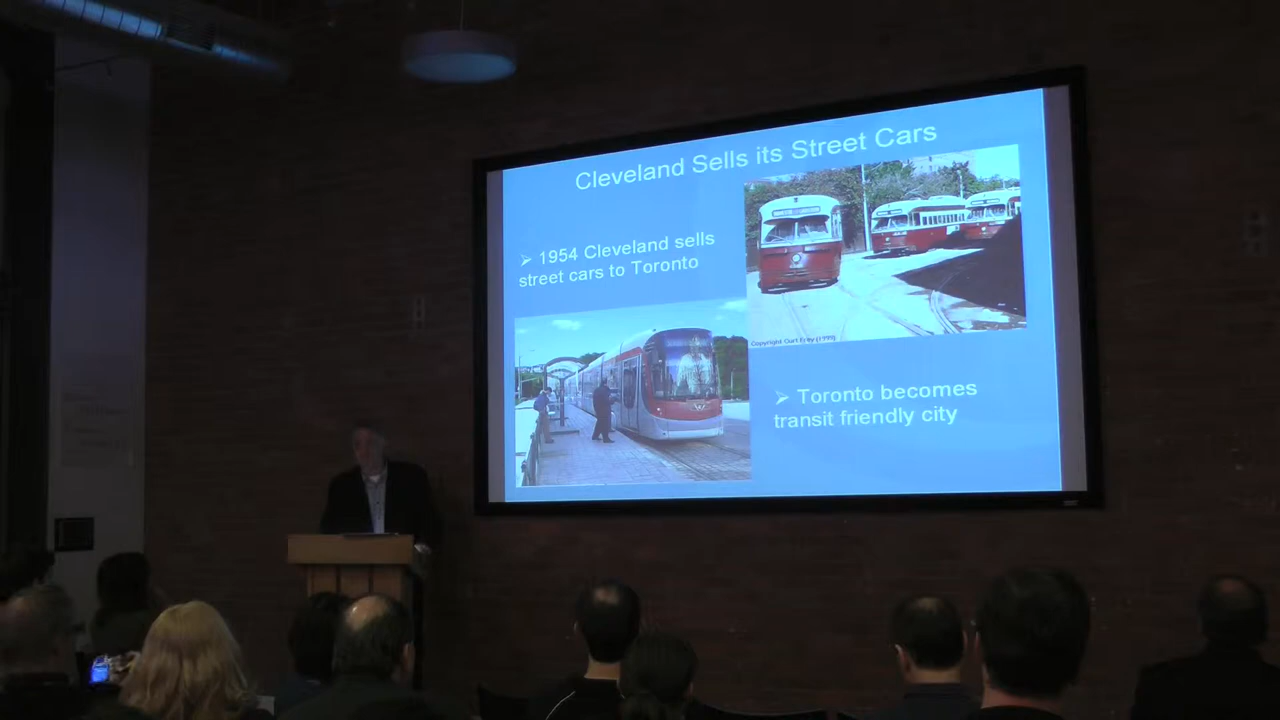 Cleveland Sells its Street Cars
➢ 1954 Cleveland sells
street cars to Toronto
Copyright Curt Frey (1999)
➢ Toronto becomes
transit friendly city